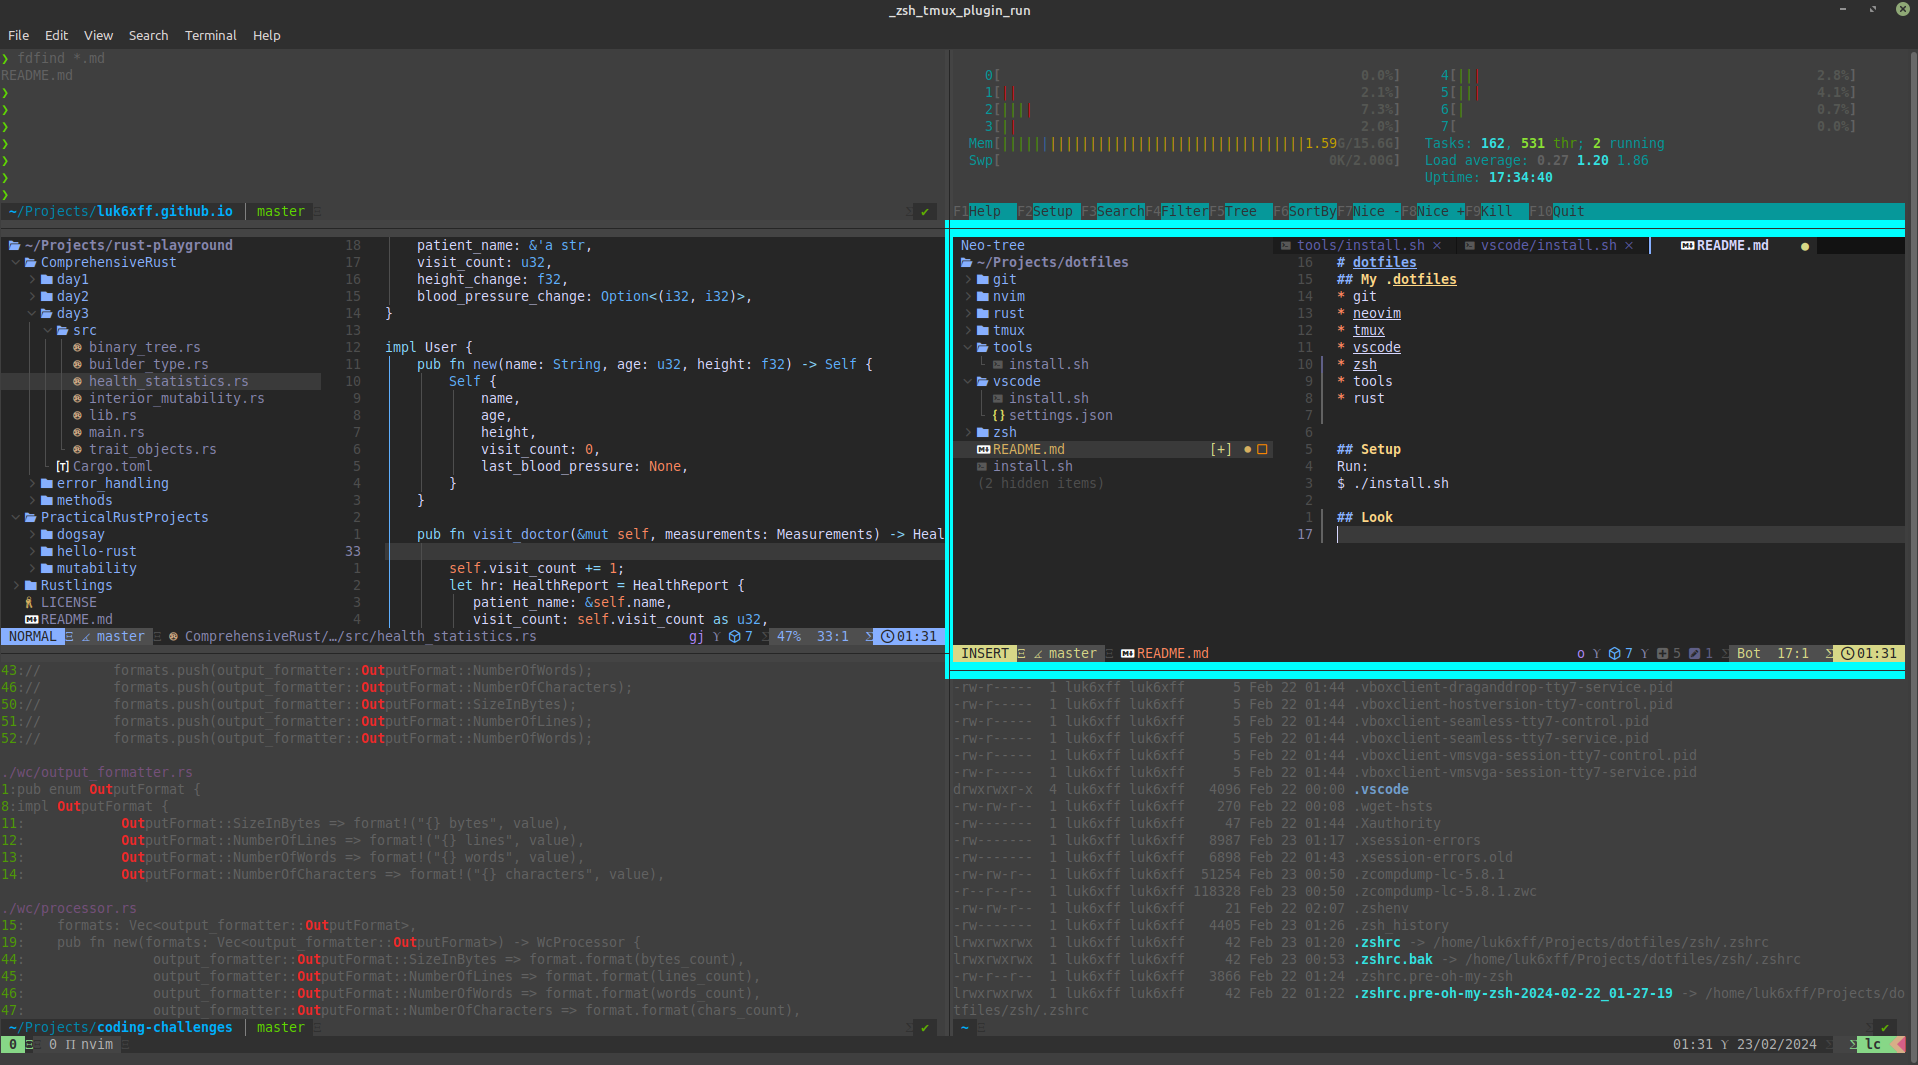 _zsh_tmux_plugin_run
File Edit View Search Terminal Help
❯ fdfind *.md
README.md
❯
❯
❯
❯
❯
❯
❯
~/Projects/luk6xff.github.io │ master ✔
0[ 0.0%]
1[|| 2.1%]
2[|||| 7.3%]
3[|| 2.0%]
4[||| 2.8%]
5[||| 4.1%]
6[| 0.7%]
7[ 0.0%]
Mem[||||||||||||||||||||||||||||||||||||||1.59G/15.6G]
Swp[ 0K/2.00G]
Tasks: 162, 531 thr; 2 running
Load average: 0.27 1.20 1.86
Uptime: 17:34:40
F1Help F2Setup F3SearchF4FilterF5Tree F6SortByF7Nice -F8Nice +F9Kill F10Quit
~/Projects/rust-playground
ComprehensiveRust
day1
day2
day3
src
binary_tree.rs
builder_type.rs
health_statistics.rs
interior_mutability.rs
lib.rs
main.rs
trait_objects.rs
Cargo.toml
error_handling
methods
PracticalRustProjects
dogsay
hello-rust
mutability
Rustlings
LICENSE
README.md
18 patient_name: &'a str,
17 visit_count: u32,
16 height_change: f32,
15 blood_pressure_change: Option<(i32, i32)>,
14 }
13
12 impl User {
11 pub fn new(name: String, age: u32, height: f32) -> Self {
10 Self {
9 name,
8 age,
7 height,
6 visit_count: 0,
5 last_blood_pressure: None,
4 }
3 }
2
1 pub fn visit_doctor(&mut self, measurements: Measurements) -> Heal
33
1 self.visit_count += 1;
2 let hr: HealthReport = HealthReport {
3 patient_name: &self.name,
4 visit_count: self.visit_count as u32,
NORMAL master ComprehensiveRust/…/src/health_statistics.rs gj 7 47% 33:1 01:31
Neo-tree
~/Projects/dotfiles
git
nvim
rust
tmux
tools
install.sh
vscode
install.sh
settings.json
zsh
README.md [+]
install.sh
(2 hidden items)
tools/install.sh × vscode/install.sh × README.md ●
16 # dotfiles
15 ## My .dotfiles
14 * git
13 * neovim
12 * tmux
11 * vscode
10 * zsh
9 * tools
8 * rust
7
6
5 ## Setup
4 Run:
3 $ ./install.sh
2
1 ## Look
17
INSERT master README.md o 7 5 1 Bot 17:1 01:31
43:// formats.push(output_formatter::OutputFormat::NumberOfWords);
46:// formats.push(output_formatter::OutputFormat::NumberOfCharacters);
50:// formats.push(output_formatter::OutputFormat::SizeInBytes);
51:// formats.push(output_formatter::OutputFormat::NumberOfLines);
52:// formats.push(output_formatter::OutputFormat::NumberOfWords);
./wc/output_formatter.rs
1:pub enum OutputFormat {
8:impl OutputFormat {
11: OutputFormat::SizeInBytes => format!("{} bytes", value),
12: OutputFormat::NumberOfLines => format!("{} lines", value),
13: OutputFormat::NumberOfWords => format!("{} words", value),
14: OutputFormat::NumberOfCharacters => format!("{} characters", value),
./wc/processor.rs
15: formats: Vec<output_formatter::OutputFormat>,
19: pub fn new(formats: Vec<output_formatter::OutputFormat>) -> WcProcessor {
44: output_formatter::OutputFormat::SizeInBytes => format.format(bytes_count),
45: output_formatter::OutputFormat::NumberOfLines => format.format(lines_count),
46: output_formatter::OutputFormat::NumberOfWords => format.format(words_count),
47: output_formatter::OutputFormat::NumberOfCharacters => format.format(chars_count),
~/Projects/coding-challenges │ master ✔
-rw-r----- 1 luk6xff luk6xff 5 Feb 22 01:44 .vboxclient-draganddrop-tty7-service.pid
-rw-r----- 1 luk6xff luk6xff 5 Feb 22 01:44 .vboxclient-hostversion-tty7-control.pid
-rw-r----- 1 luk6xff luk6xff 5 Feb 22 01:44 .vboxclient-seamless-tty7-control.pid
-rw-r----- 1 luk6xff luk6xff 5 Feb 22 01:44 .vboxclient-seamless-tty7-service.pid
-rw-r----- 1 luk6xff luk6xff 5 Feb 22 01:44 .vboxclient-vmsvga-session-tty7-control.pid
-rw-r----- 1 luk6xff luk6xff 5 Feb 22 01:44 .vboxclient-vmsvga-session-tty7-service.pid
drwxrwxr-x 4 luk6xff luk6xff 4096 Feb 22 00:00 .vscode
-rw-rw-r-- 1 luk6xff luk6xff 270 Feb 22 00:08 .wget-hsts
-rw------- 1 luk6xff luk6xff 47 Feb 22 01:44 .Xauthority
-rw------- 1 luk6xff luk6xff 8987 Feb 23 01:17 .xsession-errors
-rw------- 1 luk6xff luk6xff 6898 Feb 22 01:43 .xsession-errors.old
-rw-rw-r-- 1 luk6xff luk6xff 51254 Feb 23 00:50 .zcompdump-lc-5.8.1
-r--r--r-- 1 luk6xff luk6xff 118328 Feb 23 00:50 .zcompdump-lc-5.8.1.zwc
-rw-rw-r-- 1 luk6xff luk6xff 21 Feb 22 02:07 .zshenv
-rw------- 1 luk6xff luk6xff 4405 Feb 23 01:26 .zsh_history
lrwxrwxrwx 1 luk6xff luk6xff 42 Feb 23 01:20 .zshrc -> /home/luk6xff/Projects/dotfiles/zsh/.zshrc
lrwxrwxrwx 1 luk6xff luk6xff 42 Feb 23 00:53 .zshrc.bak -> /home/luk6xff/Projects/dotfiles/zsh/.zshrc
-rw-r--r-- 1 luk6xff luk6xff 3866 Feb 22 01:24 .zshrc.pre-oh-my-zsh
lrwxrwxrwx 1 luk6xff luk6xff 42 Feb 22 01:22 .zshrc.pre-oh-my-zsh-2024-02-22_01-27-19 -> /home/luk6xff/Projects/do
tfiles/zsh/.zshrc
~ ✔
0 0 nvim 01:31 23/02/2024 lc